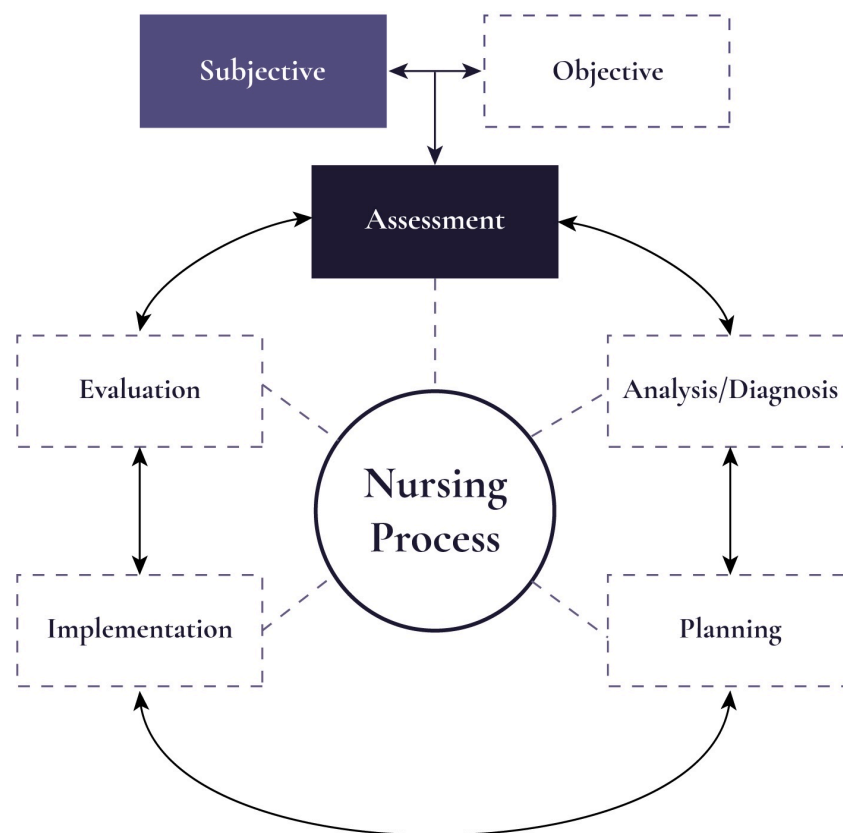 Subjective
Objective
Assessment
Evaluation
Analysis/Diagnosis
Nursing
Process
Implementation
Planning